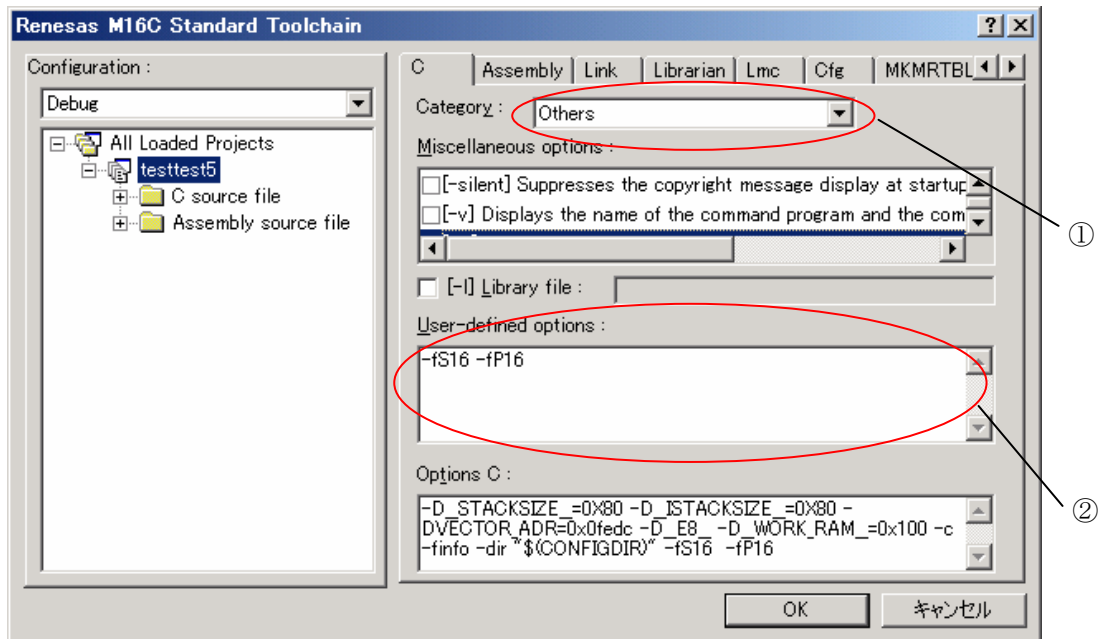 Renesas M16C Standard Toolchain
Configuration :
Debug
All Loaded Projects
testtest5
C source file
Assembly source file
C Assembly Link Librarian Lmc Cfg MKMRTBL
Category : Others
Miscellaneous options :
[-silent] Suppresses the copyright message display at startup
[-v] Displays the name of the command program and the com
[-l] Library file :
User-defined options :
-fS16 -fP16
Options C :
-D_STACKSIZE_=0X80 -D_ISTACKSIZE_=0X80 -
DVECTOR_ADR=0x0fedc -D_E8_ -D_WORK_RAM_=0x100 -c
-finfo -dir "$(CONFIGDIR)" -fS16 -fP16
OK キャンセル
①
②